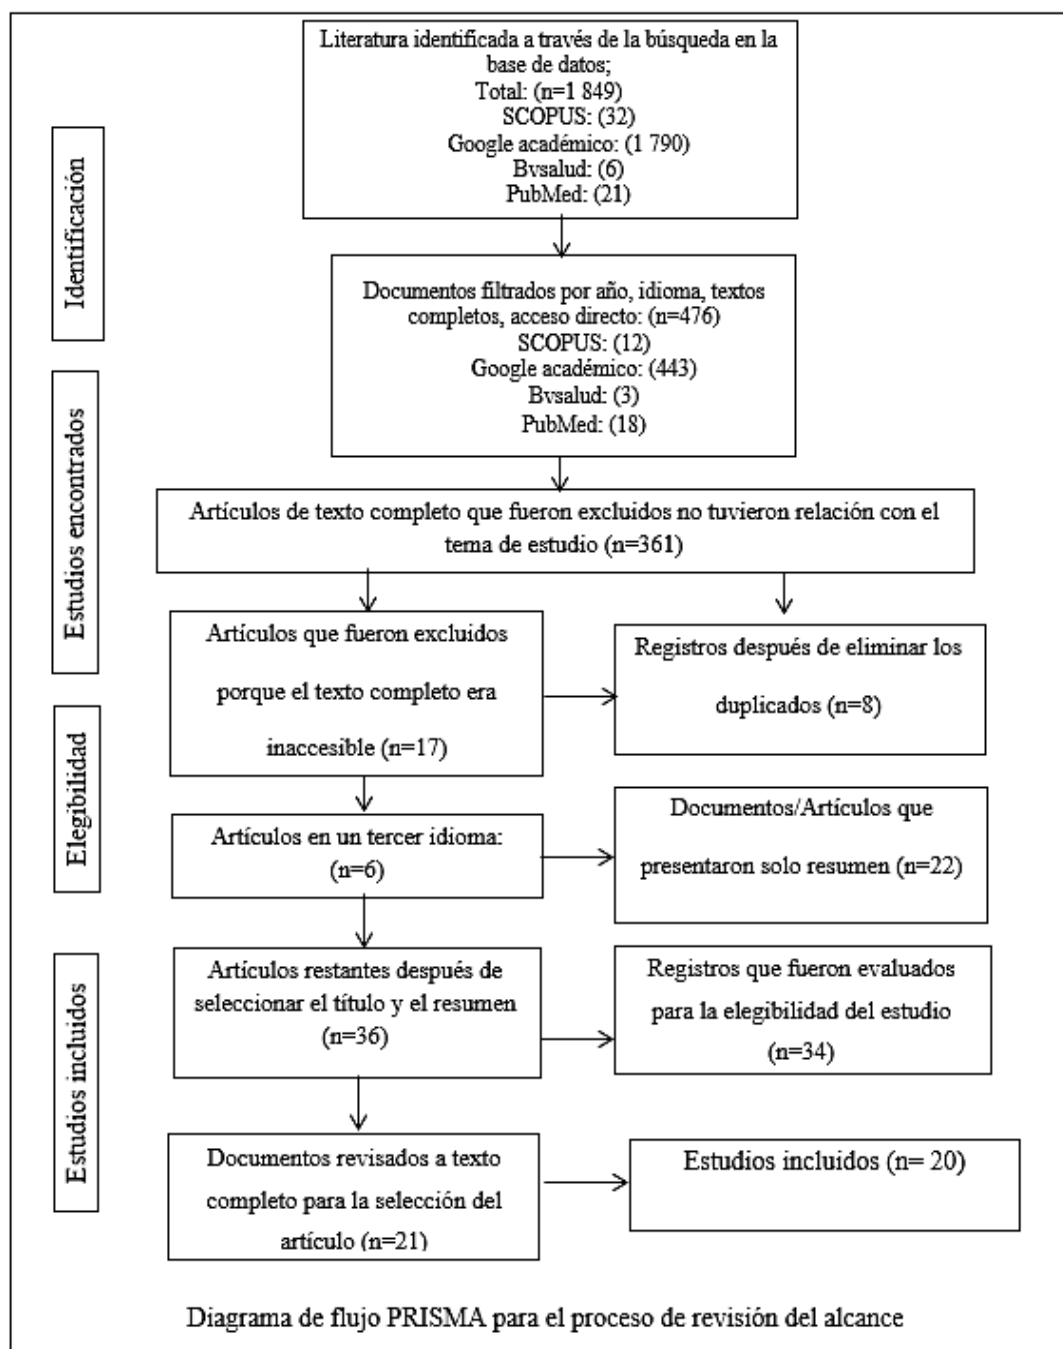 Literatura identificada a través de la búsqueda en la
base de datos;
Total: (n=1 849)
SCOPUS: (32)
Google académico: (1 790)
Bvsalud: (6)
PubMed: (21)
Identificación
Documentos filtrados por año, idioma, textos
completos, acceso directo: (n=476)
SCOPUS: (12)
Google académico: (443)
Bvsalud: (3)
PubMed: (18)
Estudios encontrados
Artículos de texto completo que fueron excluidos no tuvieron relación con el
tema de estudio (n=361)
Artículos que fueron excluidos
porque el texto completo era
inaccesible (n=17)
Registros después de eliminar los
duplicados (n=8)
Elegibilidad
Artículos en un tercer idioma:
(n=6)
Documentos/Artículos que
presentaron solo resumen (n=22)
Estudios incluidos
Artículos restantes después de
seleccionar el título y el resumen
(n=36)
Registros que fueron evaluados
para la elegibilidad del estudio
(n=34)
Documentos revisados a texto
completo para la selección del
artículo (n=21)
Estudios incluidos (n= 20)
Diagrama de flujo PRISMA para el proceso de revisión del alcance